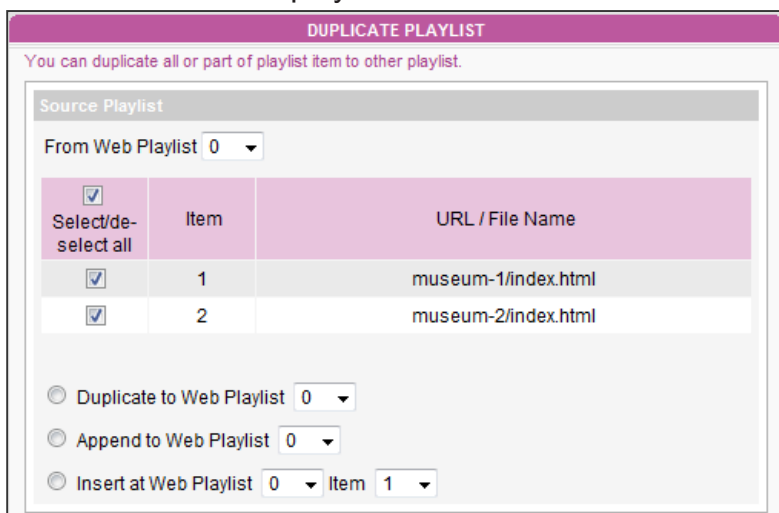 DUPLICATE PLAYLIST
You can duplicate all or part of playlist item to other playlist.
Source Playlist
From Web Playlist 0
Select/de-select all Item URL / File Name
1 museum-1/index.html
2 museum-2/index.html
Duplicate to Web Playlist 0
Append to Web Playlist 0
Insert at Web Playlist 0 Item 1